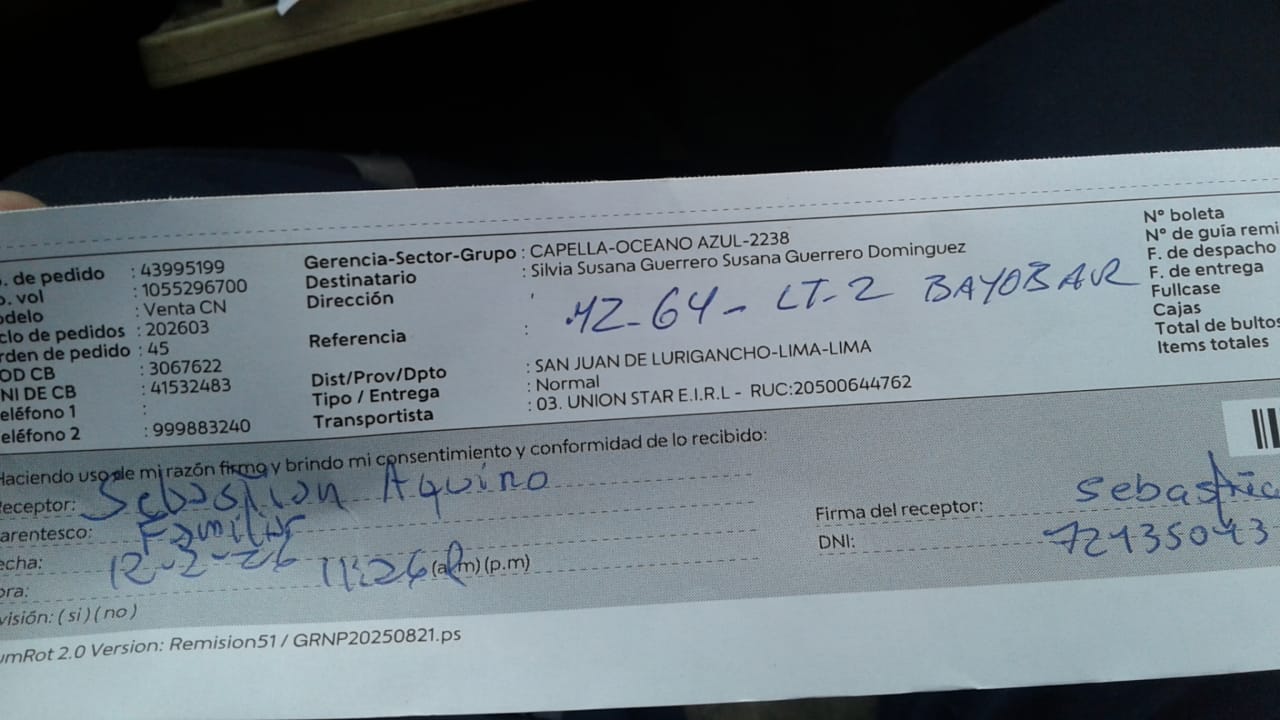 . de pedido : 43995199
o. vol : 1055296700
odelo : Venta CN
clo de pedidos : 202603
rden de pedido : 45
OD CB : 3067622
NI DE CB : 41532483
eléfono 1 :
eléfono 2 : 999883240
Gerencia-Sector-Grupo : CAPELLA-OCEANO AZUL-2238
Destinatario : Silvia Susana Guerrero Susana Guerrero Dominguez
Dirección :
MZ-64- LT-2 BAYOBAR
Referencia :
Dist/Prov/Dpto : SAN JUAN DE LURIGANCHO-LIMA-LIMA
Tipo / Entrega : Normal
Transportista : 03. UNION STAR E.I.R.L - RUC:20500644762
Nº boleta
Nº de guía remi
F. de despacho
F. de entrega
Fullcase
Cajas
Total de bultos
Items totales
Haciendo uso de mi razón firmo y brindo mi consentimiento y conformidad de lo recibido:
eceptor: Sebastian Aquino
arentesco: Familiar
echa: 12-2-26
ora: 11:26 (a.m) (p.m)
visión: ( si ) ( no )
Firma del receptor: Sebastia
DNI: 72435043
umRot 2.0 Version: Remision51 / GRNP20250821.ps